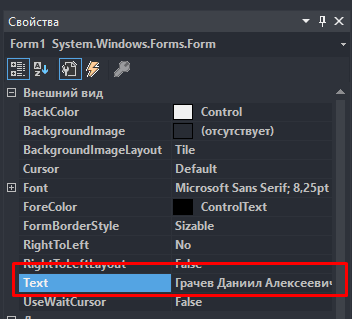 Свойства
Form1 System.Windows.Forms.Form
Внешний вид
BackColor Control
BackgroundImage (отсутствует)
BackgroundImageLayout Tile
Cursor Default
Font Microsoft Sans Serif; 8,25pt
ForeColor ControlText
FormBorderStyle Sizable
RightToLeft No
RightToLeftLayout False
Text Грачев Даниил Алексеевич
UseWaitCursor False